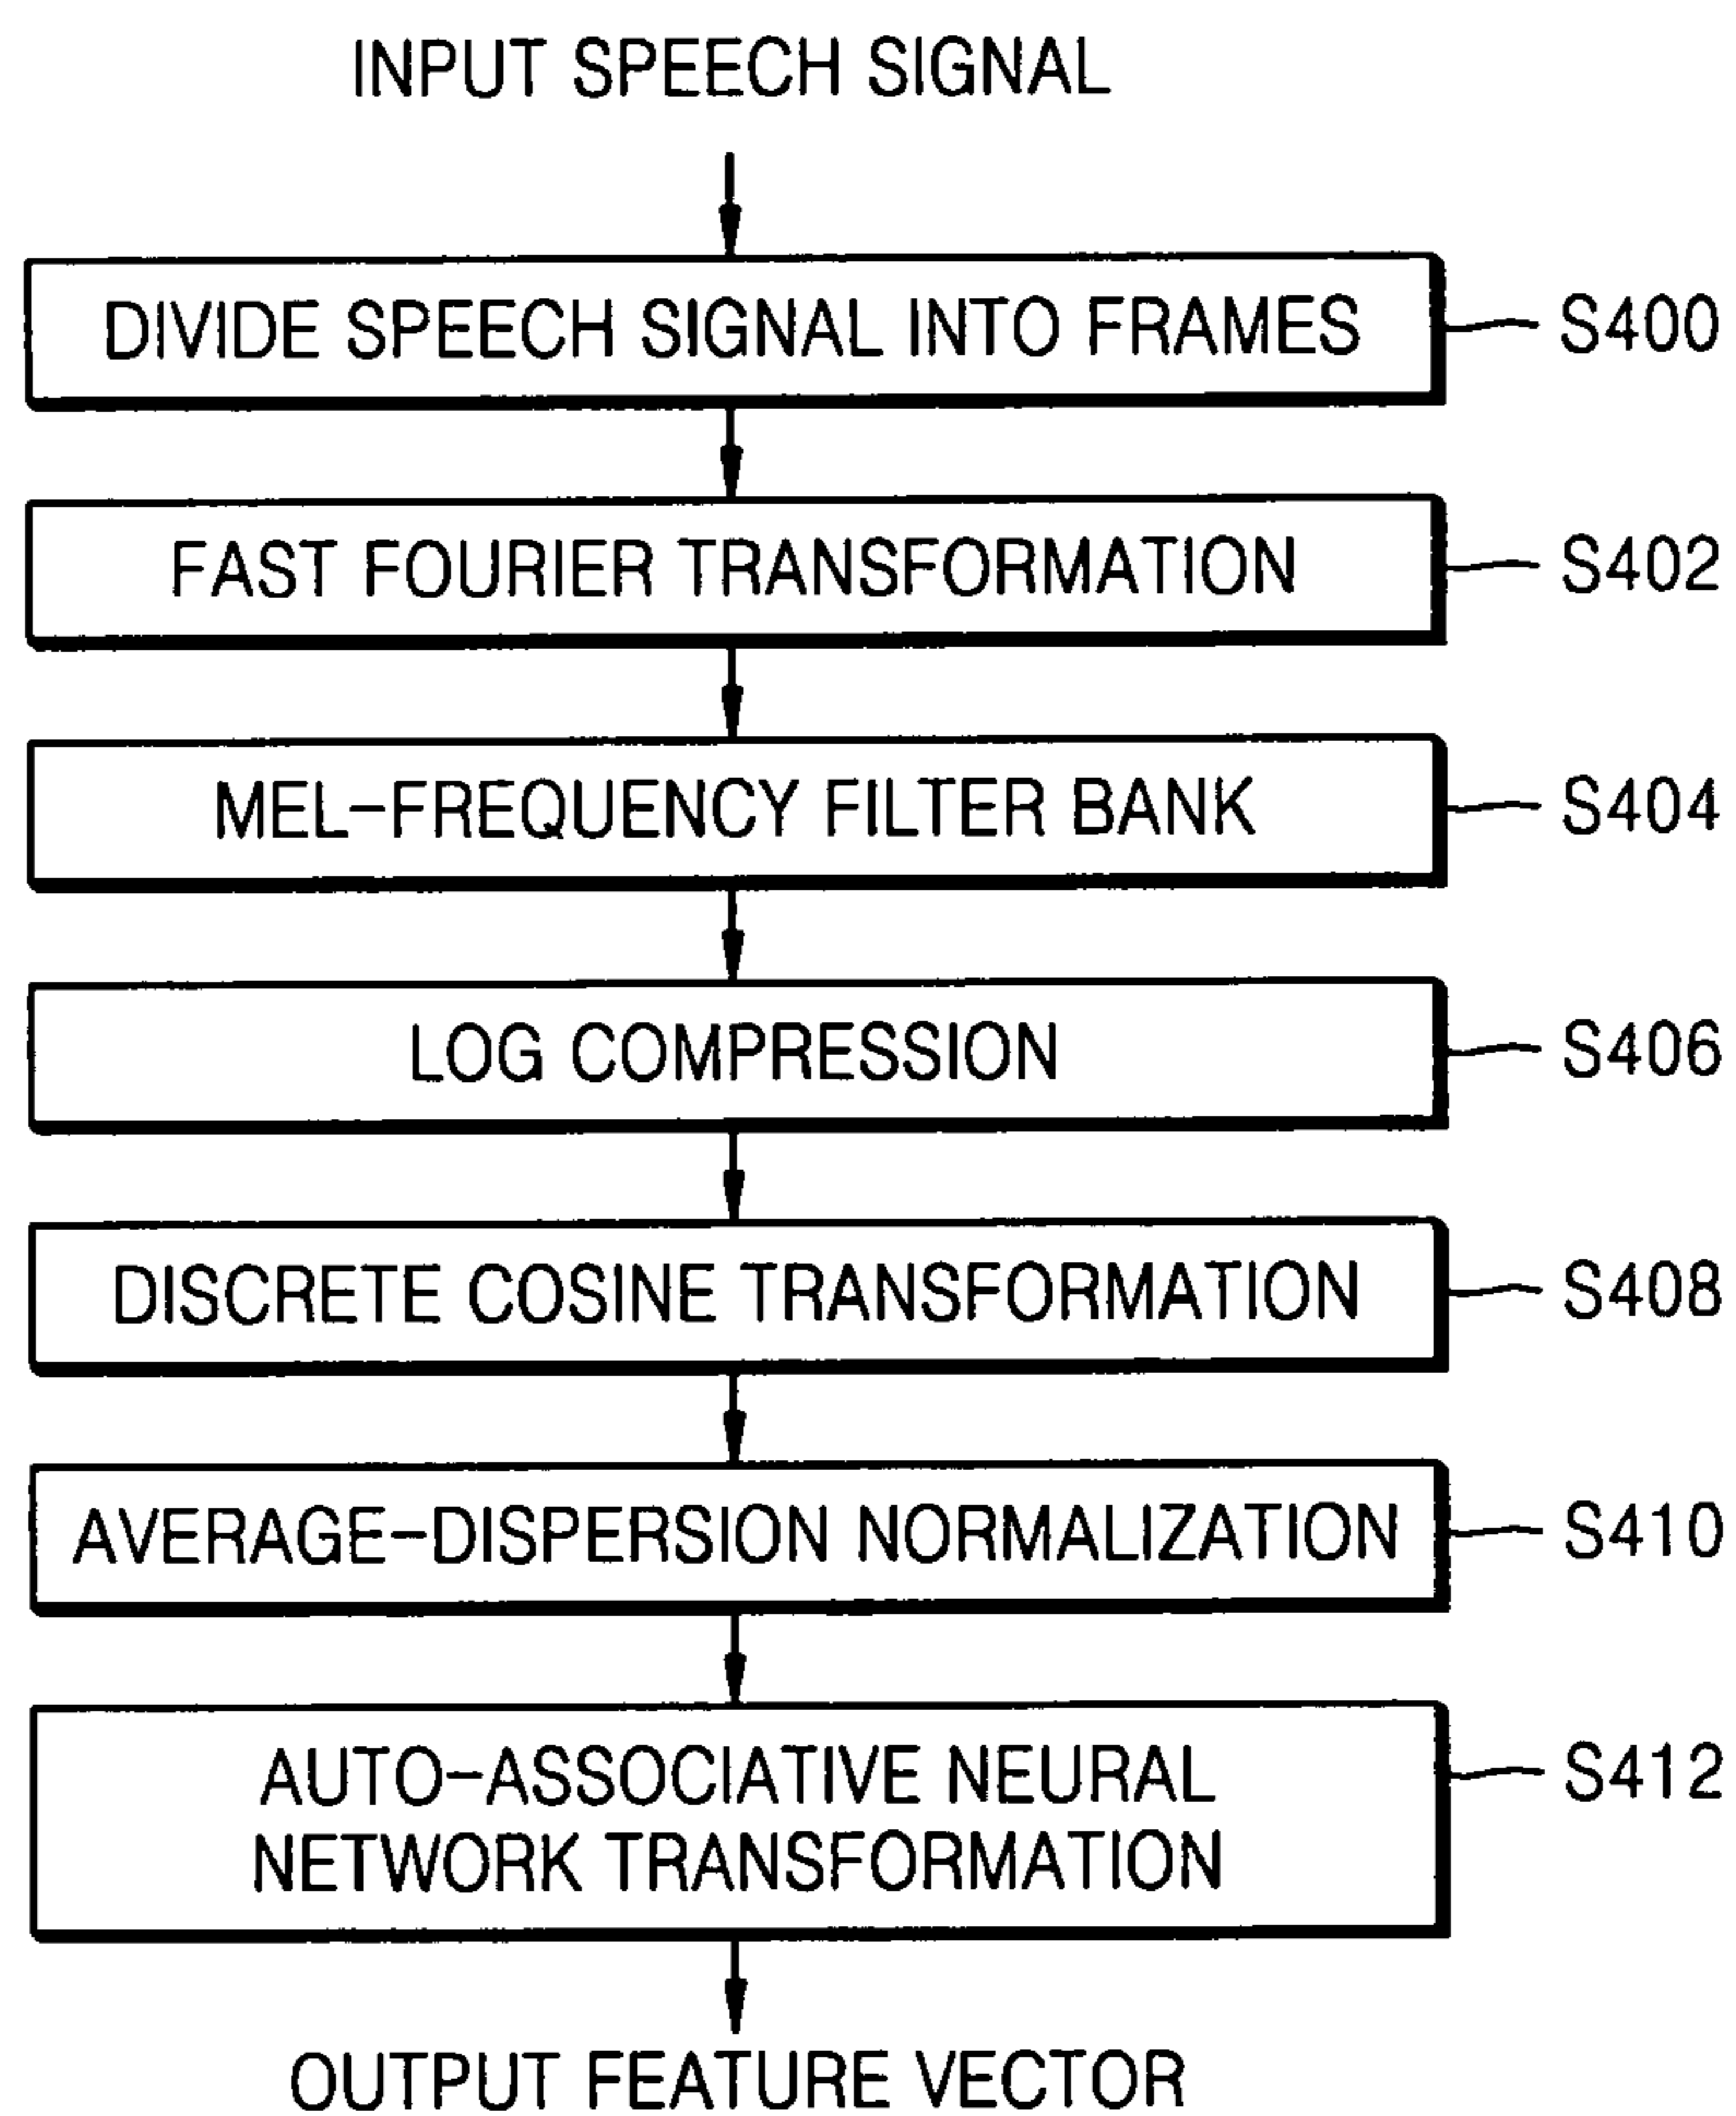 INPUT SPEECH SIGNAL
DIVIDE SPEECH SIGNAL INTO FRAMES
S400
FAST FOURIER TRANSFORMATION
S402
MEL-FREQUENCY FILTER BANK
S404
LOG COMPRESSION
S406
DISCRETE COSINE TRANSFORMATION
S408
AVERAGE-DISPERSION NORMALIZATION
S410
AUTO-ASSOCIATIVE NEURAL
NETWORK TRANSFORMATION
S412
OUTPUT FEATURE VECTOR